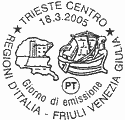 TRIESTE CENTRO
18.3.2005
REGIONI D'ITALIA - FRIULI VENEZIA GIULIA
PT
Giorno di emissione